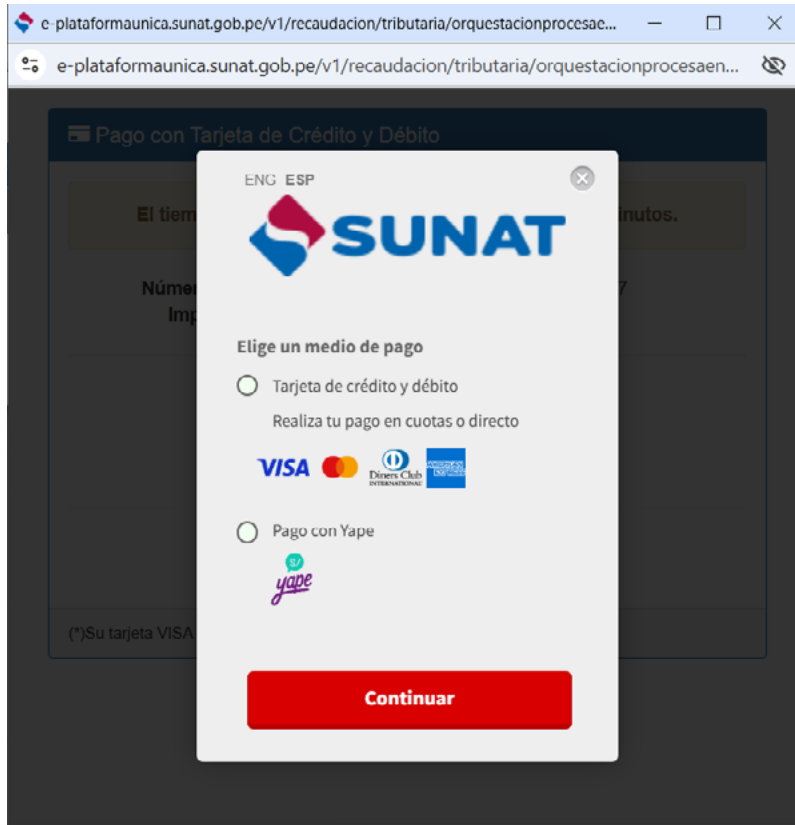 e-plataformaunica.sunat.gob.pe/v1/recaudacion/tributaria/orquestacionprocesae...
e-plataformaunica.sunat.gob.pe/v1/recaudacion/tributaria/orquestacionprocesaen...
Pago con Tarjeta de Crédito y Débito
ENG ESP
El tiem
inutos.
SUNAT
Númer
7
Imp
Elige un medio de pago
Tarjeta de crédito y débito
Realiza tu pago en cuotas o directo
VISA
Diners Club
INTERNATIONAL
Pago con Yape
S/
yape
(*)Su tarjeta VISA
Continuar